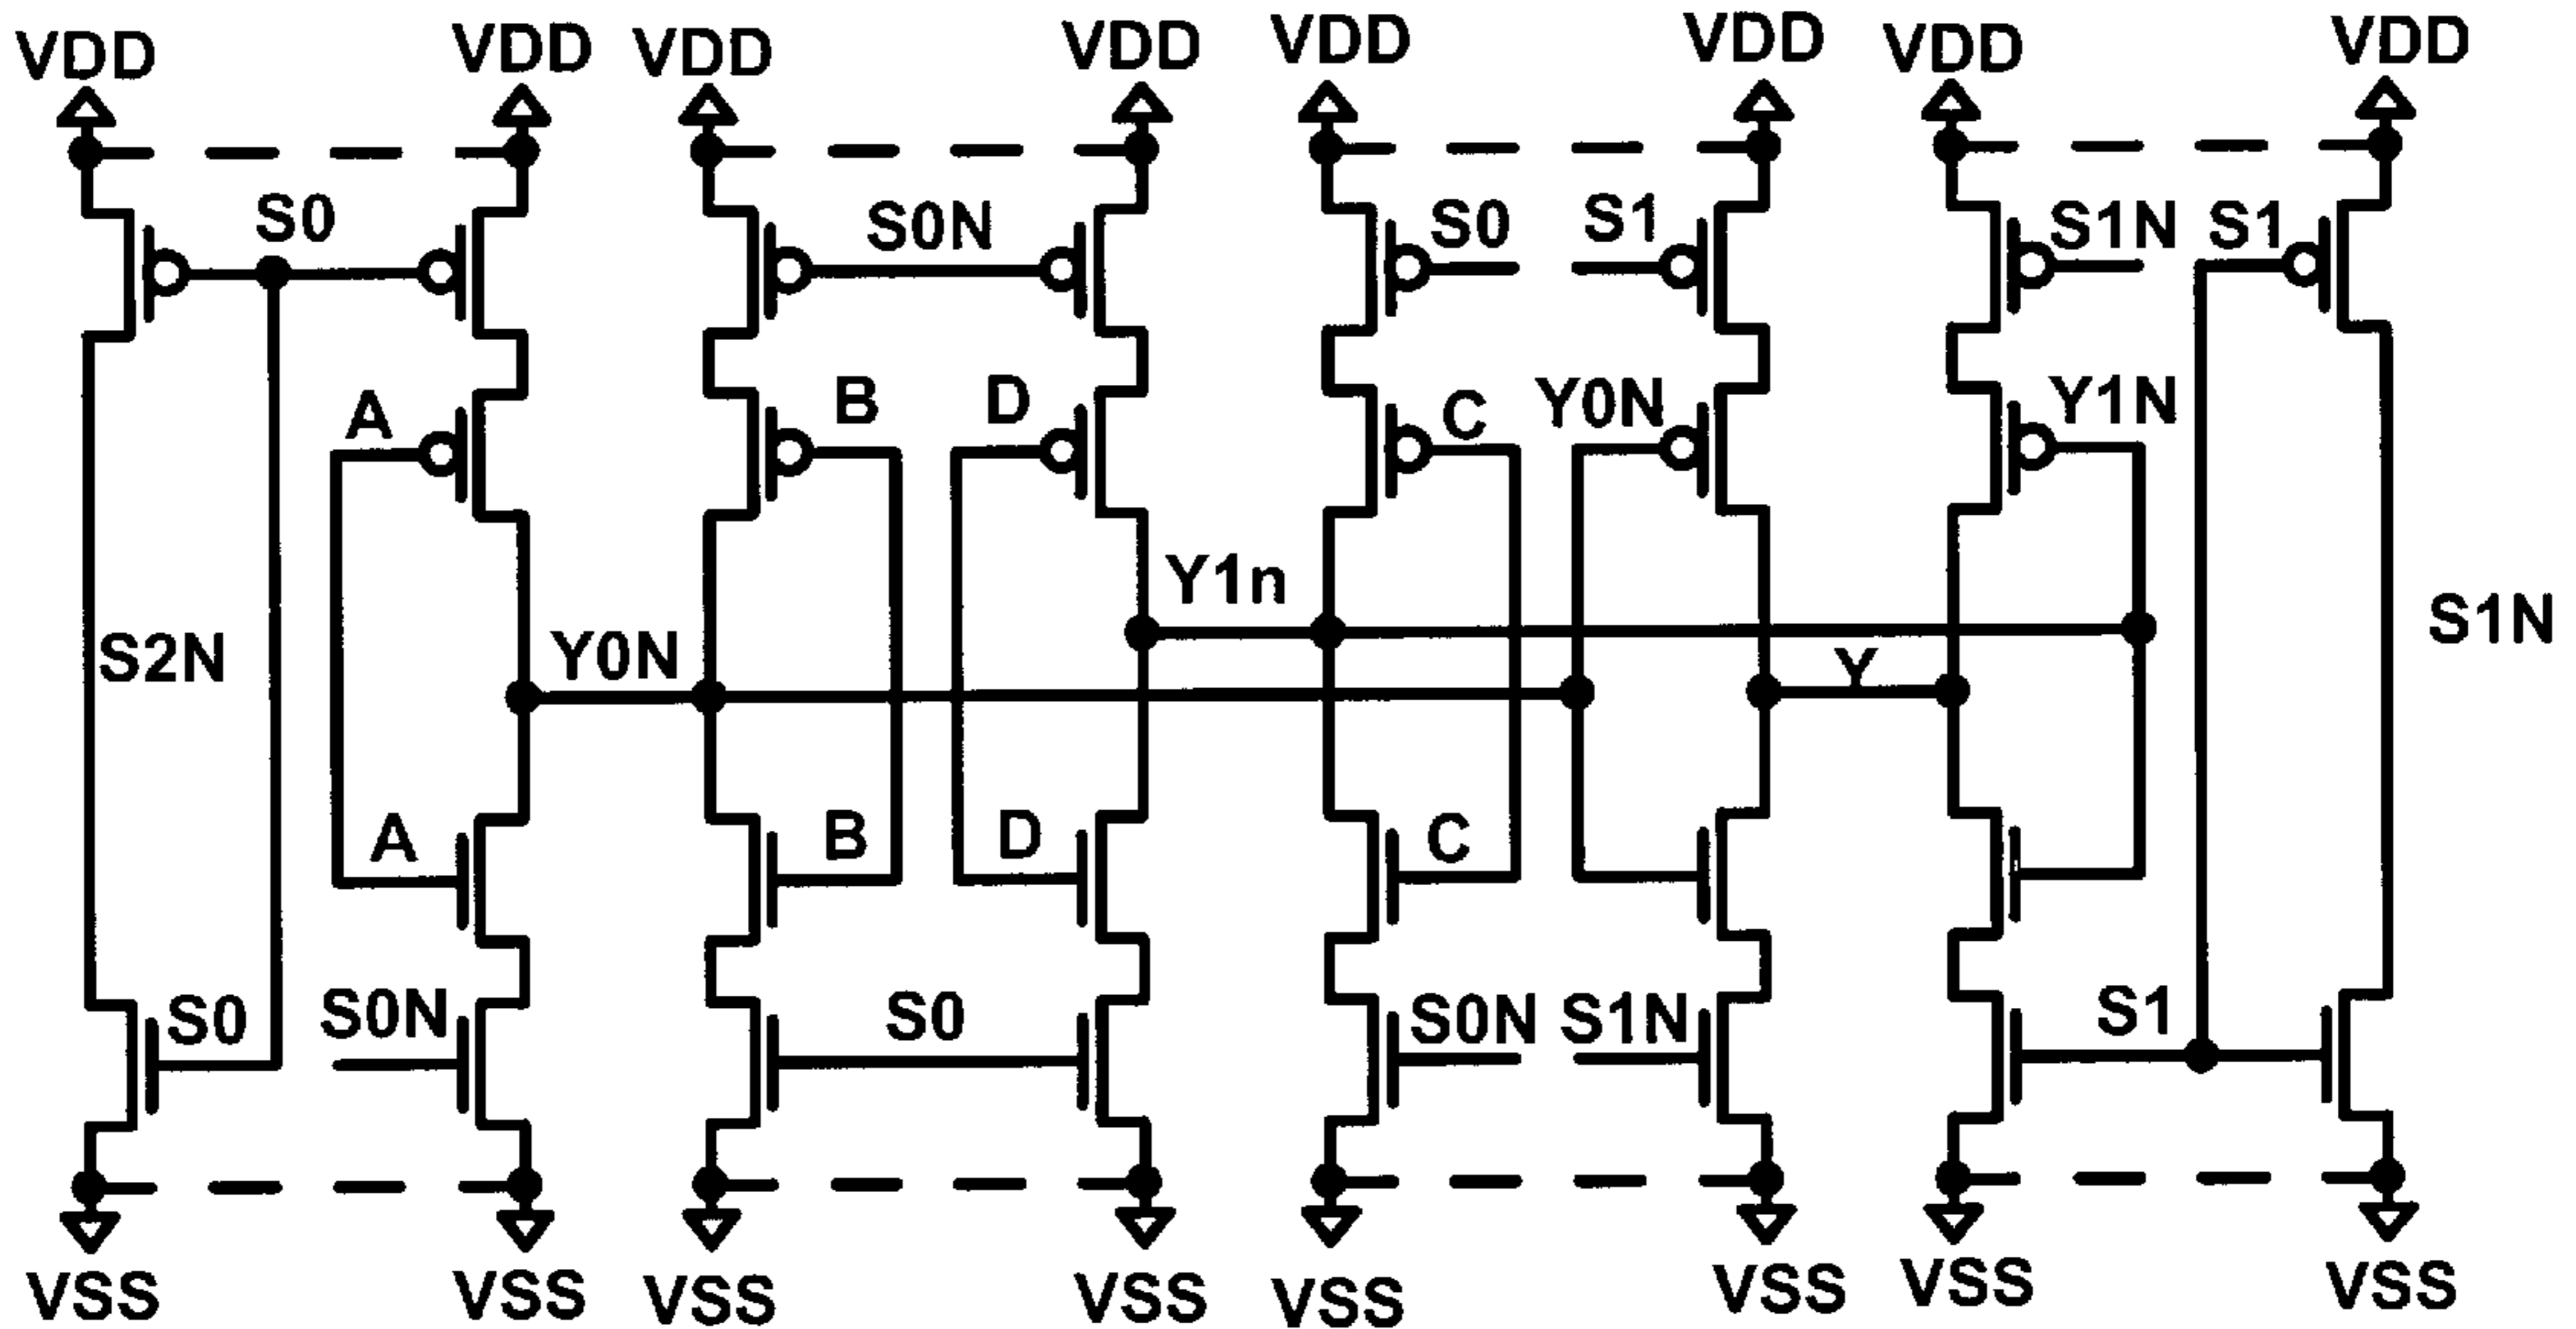 VDD VDD VDD VDD VDD VDD VDD VDD
S0 S0N S0 S1 S1N S1
A B D C Y0N Y1N
Y1n
S2N Y0N Y S1N
A B D C
S0 S0N S0 S0N S1N S1
VSS VSS VSS VSS VSS VSS VSS VSS